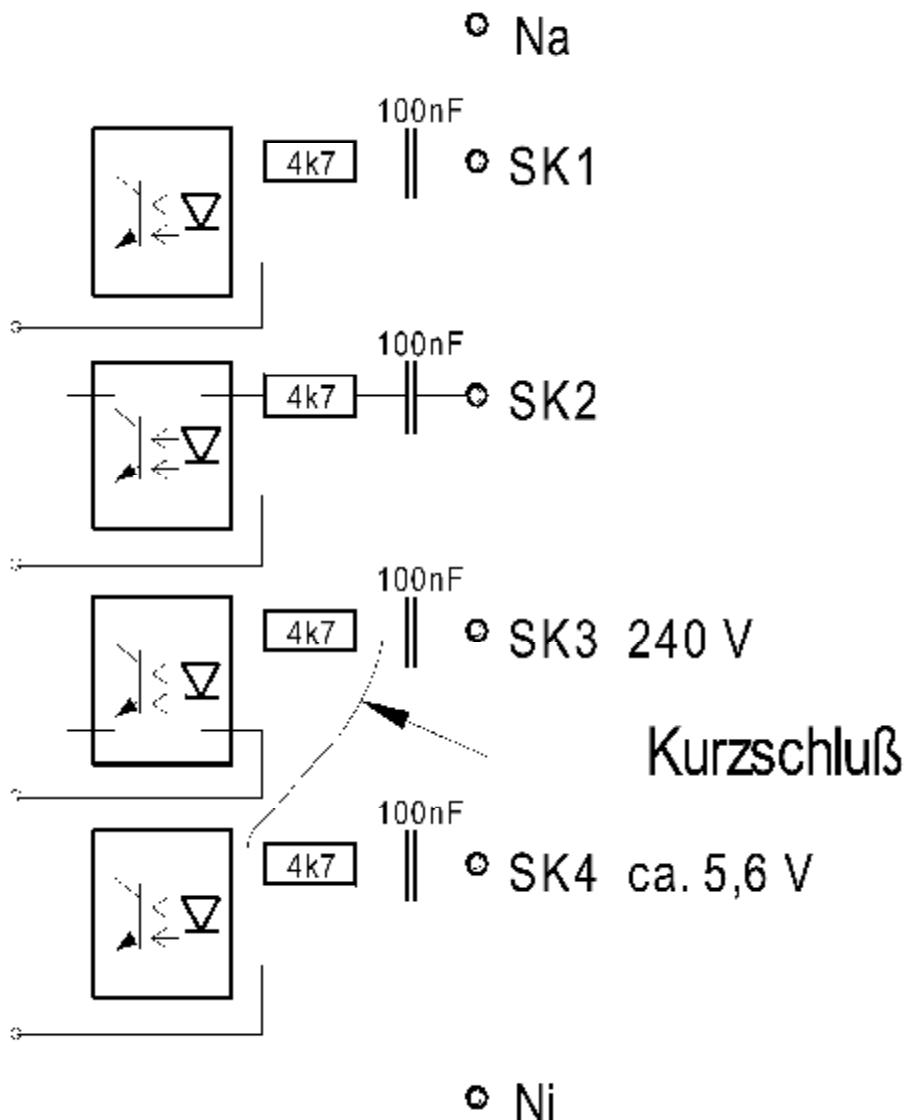 Na
100nF
4k7
SK1
100nF
4k7
SK2
100nF
4k7
SK3 240 V
Kurzschluß
100nF
4k7
SK4 ca. 5,6 V
Ni